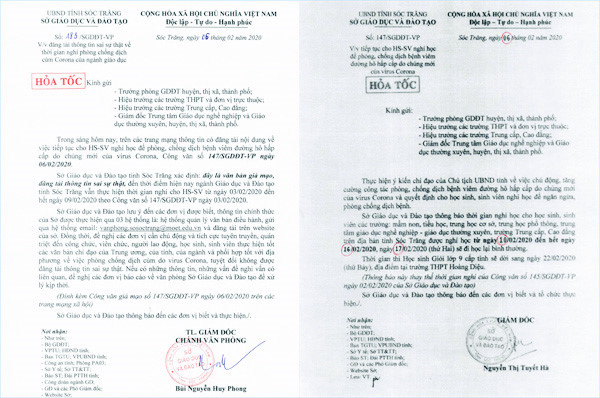 UBND TỈNH SÓC TRĂNG
SỞ GIÁO DỤC VÀ ĐÀO TẠO
CỘNG HÒA XÃ HỘI CHỦ NGHĨA VIỆT NAM
Độc lập - Tự do - Hạnh phúc
Số: 153 /SGDĐT-VP
Sóc Trăng, ngày 06 tháng 02 năm 2020
V/v đăng tải thông tin sai sự thật về
thời gian nghỉ phòng chống dịch
cúm Corona của ngành giáo dục
HỎA TỐC
Kính gửi
- Trưởng phòng GDĐT huyện, thị xã, thành phố;
- Hiệu trưởng các trường THPT và đơn vị trực thuộc;
- Hiệu trưởng các trường Trung cấp, Cao đẳng;
- Giám đốc Trung tâm Giáo dục nghề nghiệp và Giáo
dục thường xuyên, huyện, thị xã, thành phố.
Trong sáng hôm nay, trên các trang mạng thông tin có đăng tải nội dung về
việc tiếp tục cho HS-SV nghỉ học để phòng, chống dịch bệnh viêm đường hô hấp
cấp do chủng mới của virus Corona, Công văn số 147/SGDĐT-VP ngày
06/02/2020.
Sở Giáo dục và Đào tạo tỉnh Sóc Trăng xác định: đây là văn bản giả mạo,
đăng tải thông tin sai sự thật, đến thời điểm hiện tay ngành Giáo dục và Đào tạo
tỉnh Sóc Trăng vẫn thực hiện thời gian nghỉ cho HS-SV từ ngày 03/02/2020 đến
hết ngày 09/02/2020 theo Công văn số 147/SGDĐT-VP ngày 03/02/2020.
Sở Giáo dục và Đào tạo lưu ý đến các đơn vị được biết, thông tin chính thức
của Sở được thực hiện qua 03 hệ thống là: hệ thống quản lý văn bản điều hành, gửi
qua hệ thống email: vanphong.sosoctrang@moet.edu.vn và đăng tải trên website
của sở. Đồng thời, đề nghị các đơn vị chủ động và tích cực tuyên truyền, quán
triệt đến công chức, viên chức, người lao động, học sinh, sinh viên thực hiện tốt
các văn bản chỉ đạo của Trung ương, của tỉnh, của ngành và phối hợp tốt với địa
phương về việc phòng chống dịch cúm do virus Corona, tuyệt đối không được
đăng tải thông tin sai sự thật. Nếu có những thông tin, những vấn đề nghi vấn có
liên quan, đề nghị các đơn vị báo cáo về văn phòng Sở Giáo dục và Đào tạo để xử
lý kịp thời.
(Đính kèm Công văn giả mạo số 147/SGDĐT-VP ngày 06/02/2020 trên các
trang mạng xã hội)
Sở Giáo dục và Đào tạo thông báo đến các đơn vị biết và thực hiện./.
Nơi nhận:
- Như trên;
- Bộ GDĐT;
- VPTU; HĐND tỉnh;
- Ban TGTU; VPUBND tỉnh;
- Công an tỉnh; Phòng PA03;
- Sở Y tế; Sở TT&TT;
- Báo ST; Đài PTTH tỉnh;
- Công đoàn ngành GD;
- GĐ và các Phó Giám đốc;
- Website Sở;
TL. GIÁM ĐỐC
CHÁNH VĂN PHÒNG
SỞ
GIÁO DỤC
VÀ ĐÀO TẠO
Bùi Nguyễn Huy Phong
UBND TỈNH SÓC TRĂNG
SỞ GIÁO DỤC VÀ ĐÀO TẠO
CỘNG HÒA XÃ HỘI CHỦ NGHĨA VIỆT NAM
Độc lập - Tự do - Hạnh phúc
Số: 147/SGDĐT-VP
Sóc Trăng, ngày 06 tháng 02 năm 2020
V/v tiếp tục cho HS-SV nghỉ học
để phòng, chống dịch bệnh viêm
đường hô hấp cấp do chủng mới
của virus Corona
HỎA TỐC
Kính gửi:
- Trưởng phòng GDĐT huyện, thị xã, thành phố;
- Hiệu trưởng các trường THPT và đơn vị trực thuộc;
- Hiệu trưởng các trường Trung cấp, Cao đẳng;
- Giám đốc Trung tâm Giáo dục nghề nghiệp và Giáo
dục thường xuyên, huyện, thị xã, thành phố.
Thực hiện ý kiến chỉ đạo của Chủ tịch UBND tỉnh về việc chủ động, tăng
cường công tác phòng, chống dịch bệnh viêm đường hô hấp cấp do chủng mới của
virus Corona và quyết định cho học sinh, sinh viên nghỉ học để ngăn ngừa,
phòng chống dịch bệnh.
Sở Giáo dục và Đào tạo thông báo thời gian nghỉ học cho học sinh, sinh
viên các trường: mầm non, tiểu học, trung học cơ sở, trung học phổ thông, trung
tâm giáo dục nghề nghiệp - giáo dục thường xuyên, trường Trung cấp, Cao đẳng
trên địa bàn tỉnh Sóc Trăng được nghỉ học từ ngày 10/02/2020 đến hết ngày
16/02/2020, ngày 17/02/2020 (thứ Hai) sẽ đi học lại bình thường.
Thời gian thi Học sinh Giỏi lớp 9 cấp tỉnh sẽ dời sang ngày 22/02/2020
(thứ Bảy), địa điểm tại trường THPT Hoàng Diệu.
(Thông báo này thay thế thời gian nghỉ của Công văn số 145/SGDĐT-VP
ngày 02/02/2020 của Sở Giáo dục và Đào tạo)
Sở Giáo dục và Đào tạo thông báo đến các đơn vị biết và tổ chức thực
hiện./.
Nơi nhận:
- Như trên;
- Bộ GDĐT;
- VPTU; HĐND tỉnh;
- Ban TGTU; VPUBND tỉnh;
- Sở Y tế; Sở TT&TT;
- Báo ST; Đài PTTH tỉnh;
- GĐ và các Phó GĐ;
- Website Sở;
- Lưu: VT.
SỞ
GIÁO DỤC
VÀ ĐÀO TẠO
Nguyễn Thị Tuyết Hà